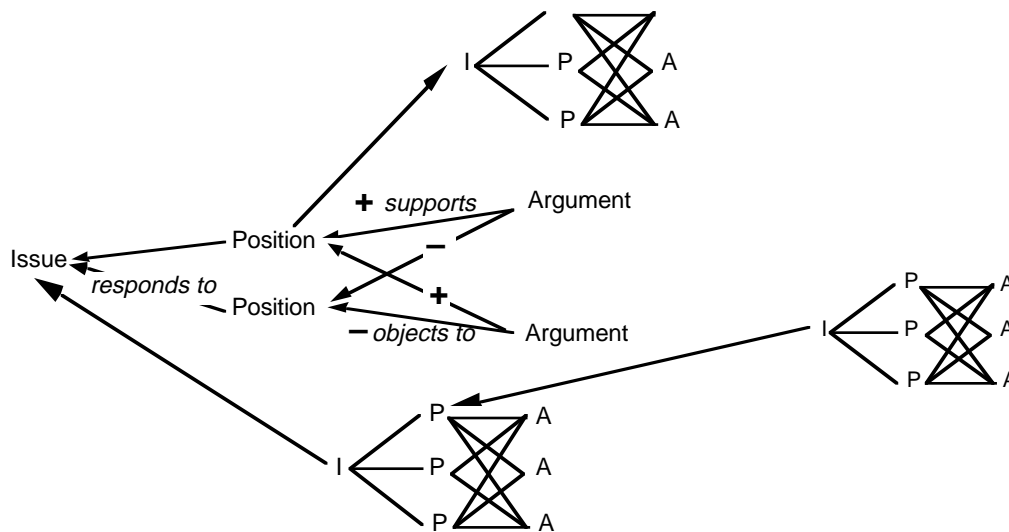 I P A
P A
+ supports Argument
Position
Issue
responds to
Position
+
− objects to Argument
P A
I P A
P A
P A
I P A
P A
−